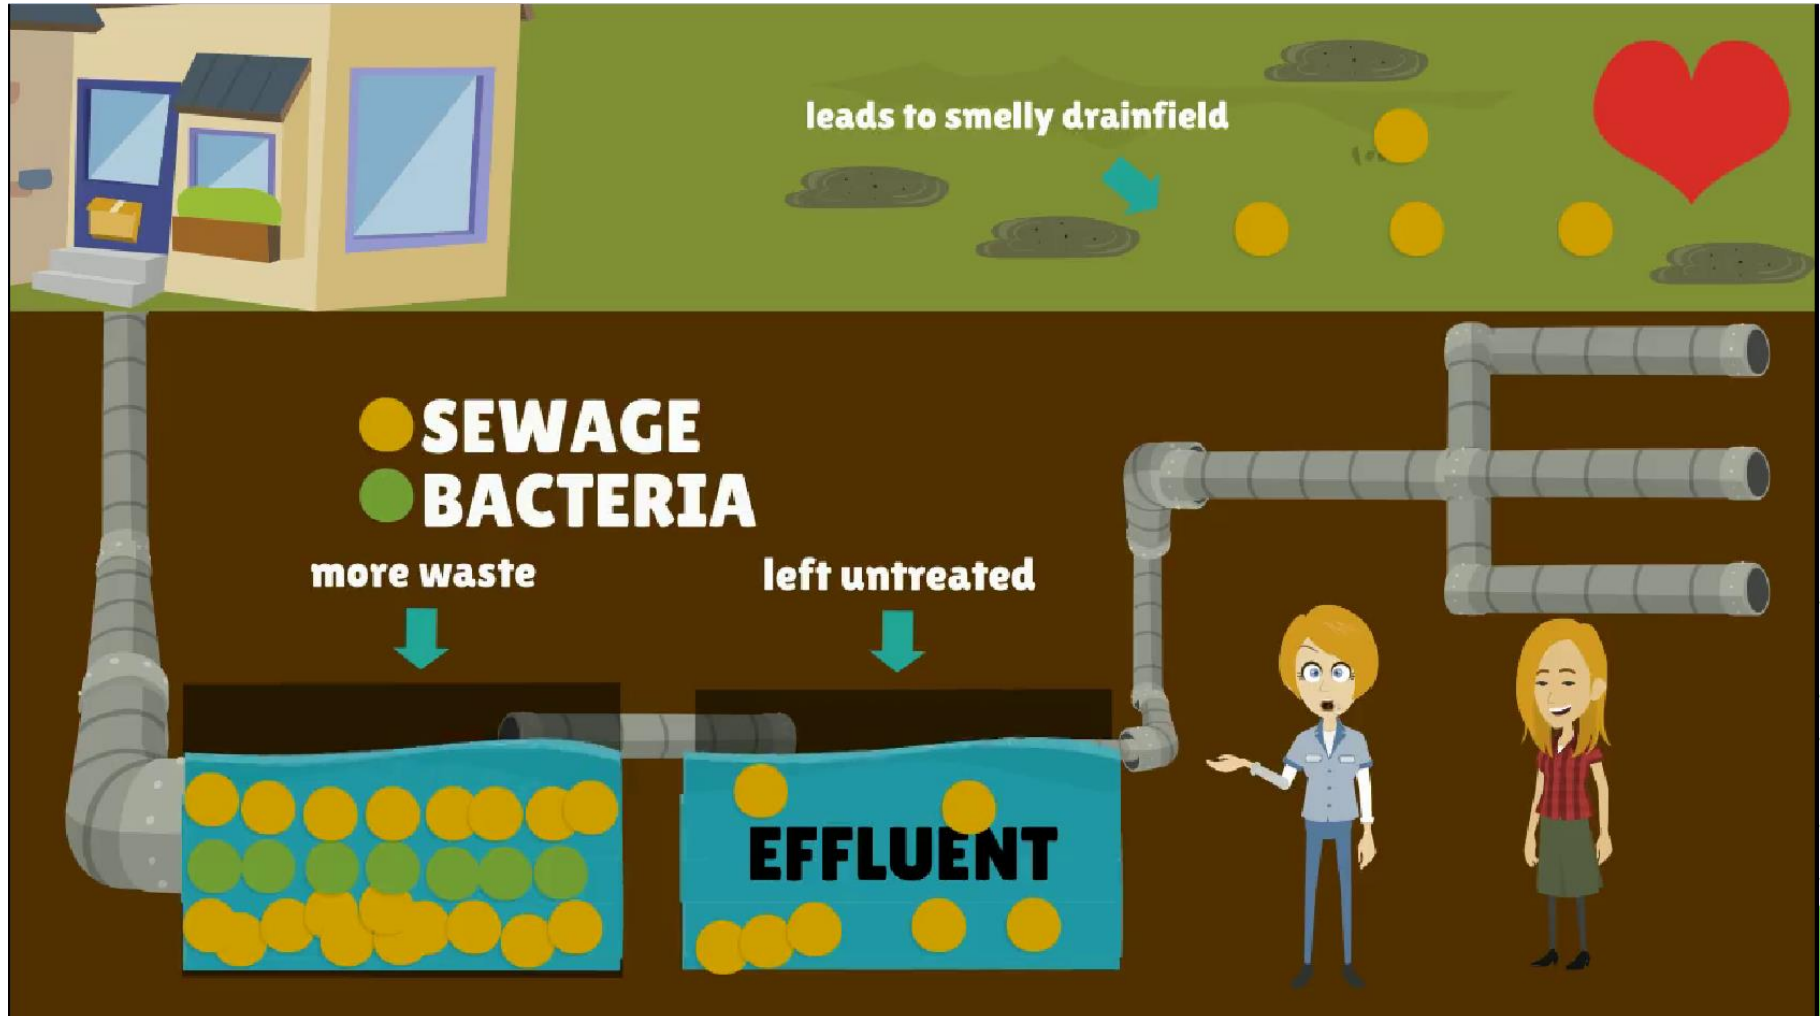 leads to smelly drainfield
SEWAGE
BACTERIA
more waste
left untreated
EFFLUENT